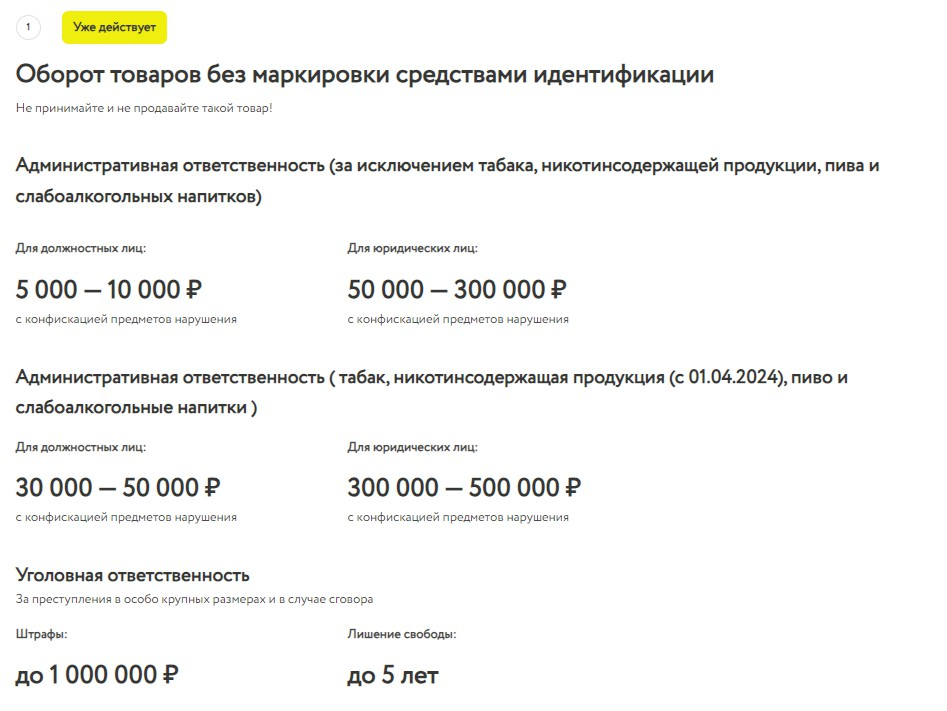 1
Уже действует
Оборот товаров без маркировки средствами идентификации
Не принимайте и не продавайте такой товар!
Административная ответственность (за исключением табака, никотинсодержащей продукции, пива и
слабоалкогольных напитков)
Для должностных лиц:
Для юридических лиц:
5 000 — 10 000 ₽
50 000 — 300 000 ₽
с конфискацией предметов нарушения
с конфискацией предметов нарушения
Административная ответственность ( табак, никотинсодержащая продукция (с 01.04.2024), пиво и
слабоалкогольные напитки )
Для должностных лиц:
Для юридических лиц:
30 000 — 50 000 ₽
300 000 — 500 000 ₽
с конфискацией предметов нарушения
с конфискацией предметов нарушения
Уголовная ответственность
За преступления в особо крупных размерах и в случае сговора
Штрафы:
Лишение свободы:
до 1 000 000 ₽
до 5 лет